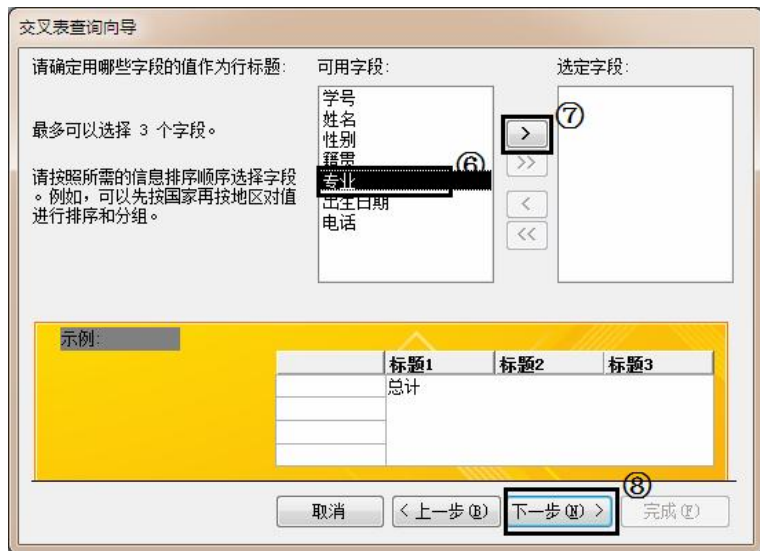 交叉表查询向导
请确定用哪些字段的值作为行标题:
可用字段:
选定字段:
最多可以选择 3 个字段。
请按照所需的信息排序顺序选择字段
。例如，可以先按国家再按地区对值
进行排序和分组。
学号
姓名
性别
籍贯
专业
出生日期
电话
⑥
⑦
>
>>
<
<<
示例:
标题1 标题2 标题3
总计
⑧
取消 < 上一步(B) 下一步(N) > 完成(F)